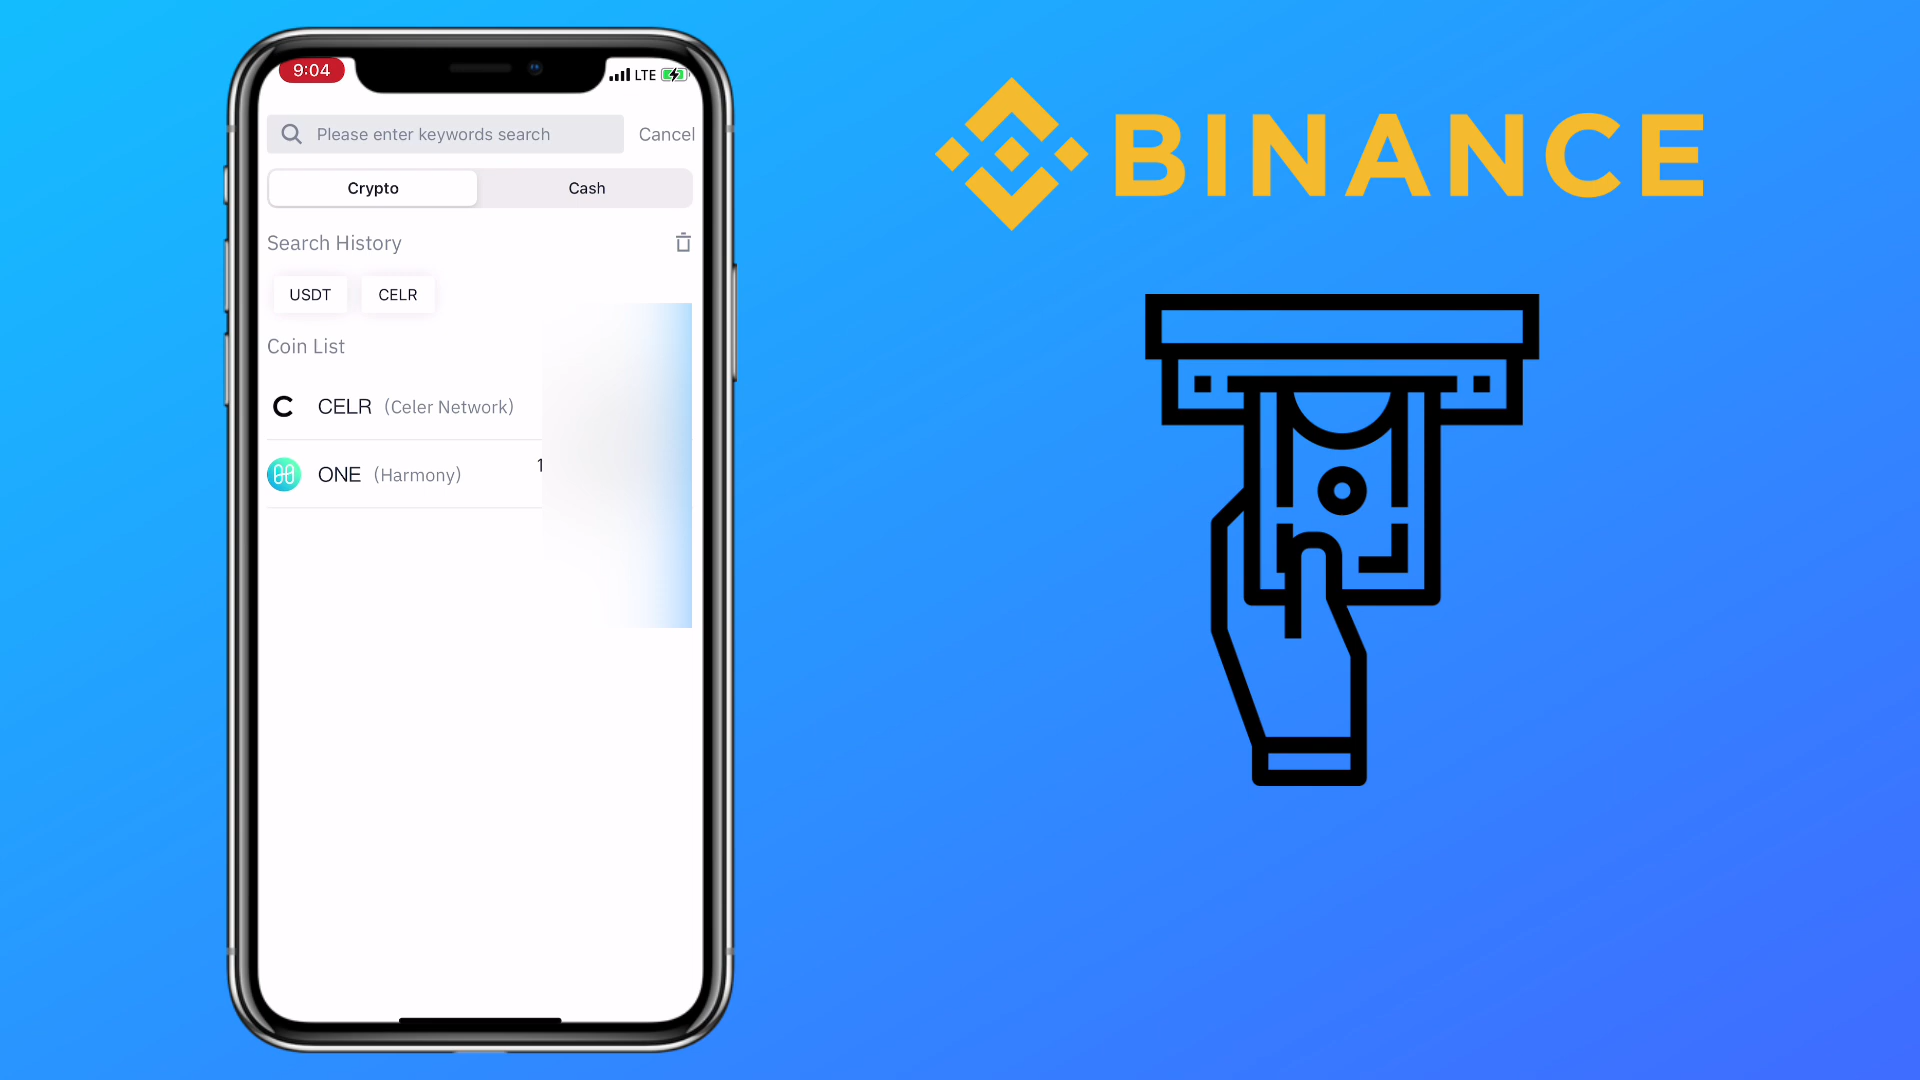 9:04 LTE
Please enter keywords search Cancel
Crypto Cash
Search History
USDT CELR
Coin List
CELR (Celer Network)
ONE (Harmony) 1
BINANCE